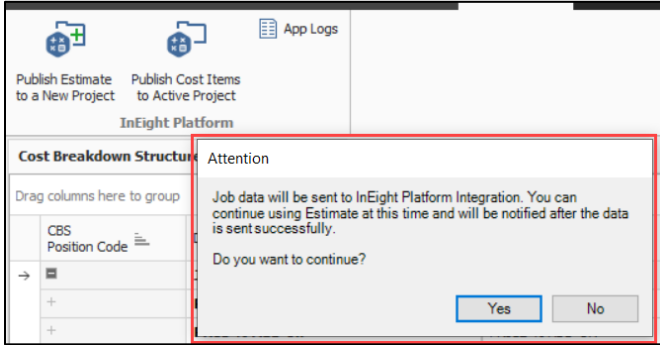 App Logs
Publish Estimate
to a New Project
Publish Cost Items
to Active Project
InEight Platform
Cost Breakdown Structure
Attention
Drag columns here to group
Job data will be sent to InEight Platform Integration. You can
continue using Estimate at this time and will be notified after the data
is sent successfully.
CBS
Position Code
Do you want to continue?
Yes
No